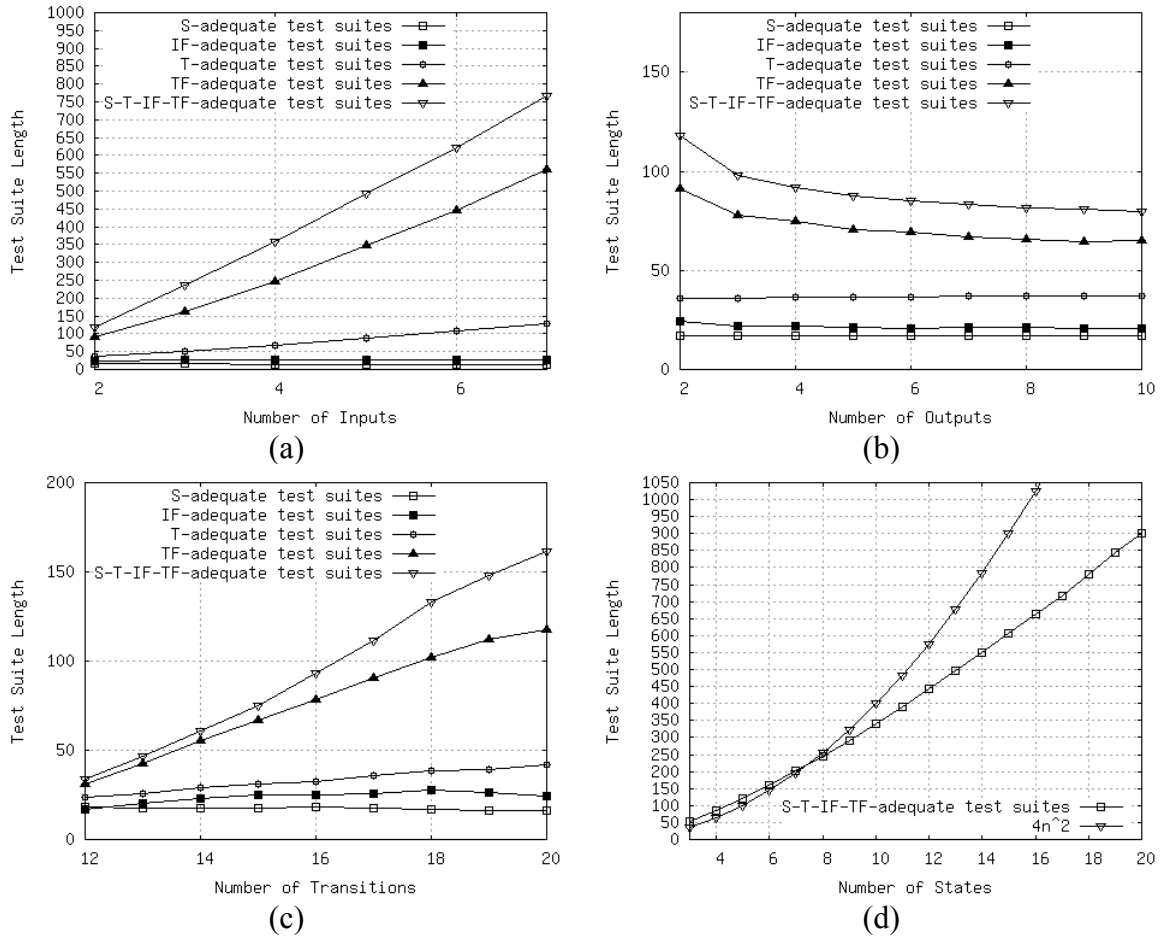 S-adequate test suites
IF-adequate test suites
T-adequate test suites
TF-adequate test suites
S-T-IF-TF-adequate test suites
Test Suite Length
1000
950
900
850
800
750
700
650
600
550
500
450
400
350
300
250
200
150
100
50
0
2 4 6
Number of Inputs
(a)
S-adequate test suites
IF-adequate test suites
T-adequate test suites
TF-adequate test suites
S-T-IF-TF-adequate test suites
Test Suite Length
150
100
50
0
2 4 6 8 10
Number of Outputs
(b)
S-adequate test suites
IF-adequate test suites
T-adequate test suites
TF-adequate test suites
S-T-IF-TF-adequate test suites
Test Suite Length
200
150
100
50
0
12 14 16 18 20
Number of Transitions
(c)
Test Suite Length
1050
1000
950
900
850
800
750
700
650
600
550
500
450
400
350
300
250
200
150
100
50
0
S-T-IF-TF-adequate test suites
4n^2
4 6 8 10 12 14 16 18 20
Number of States
(d)